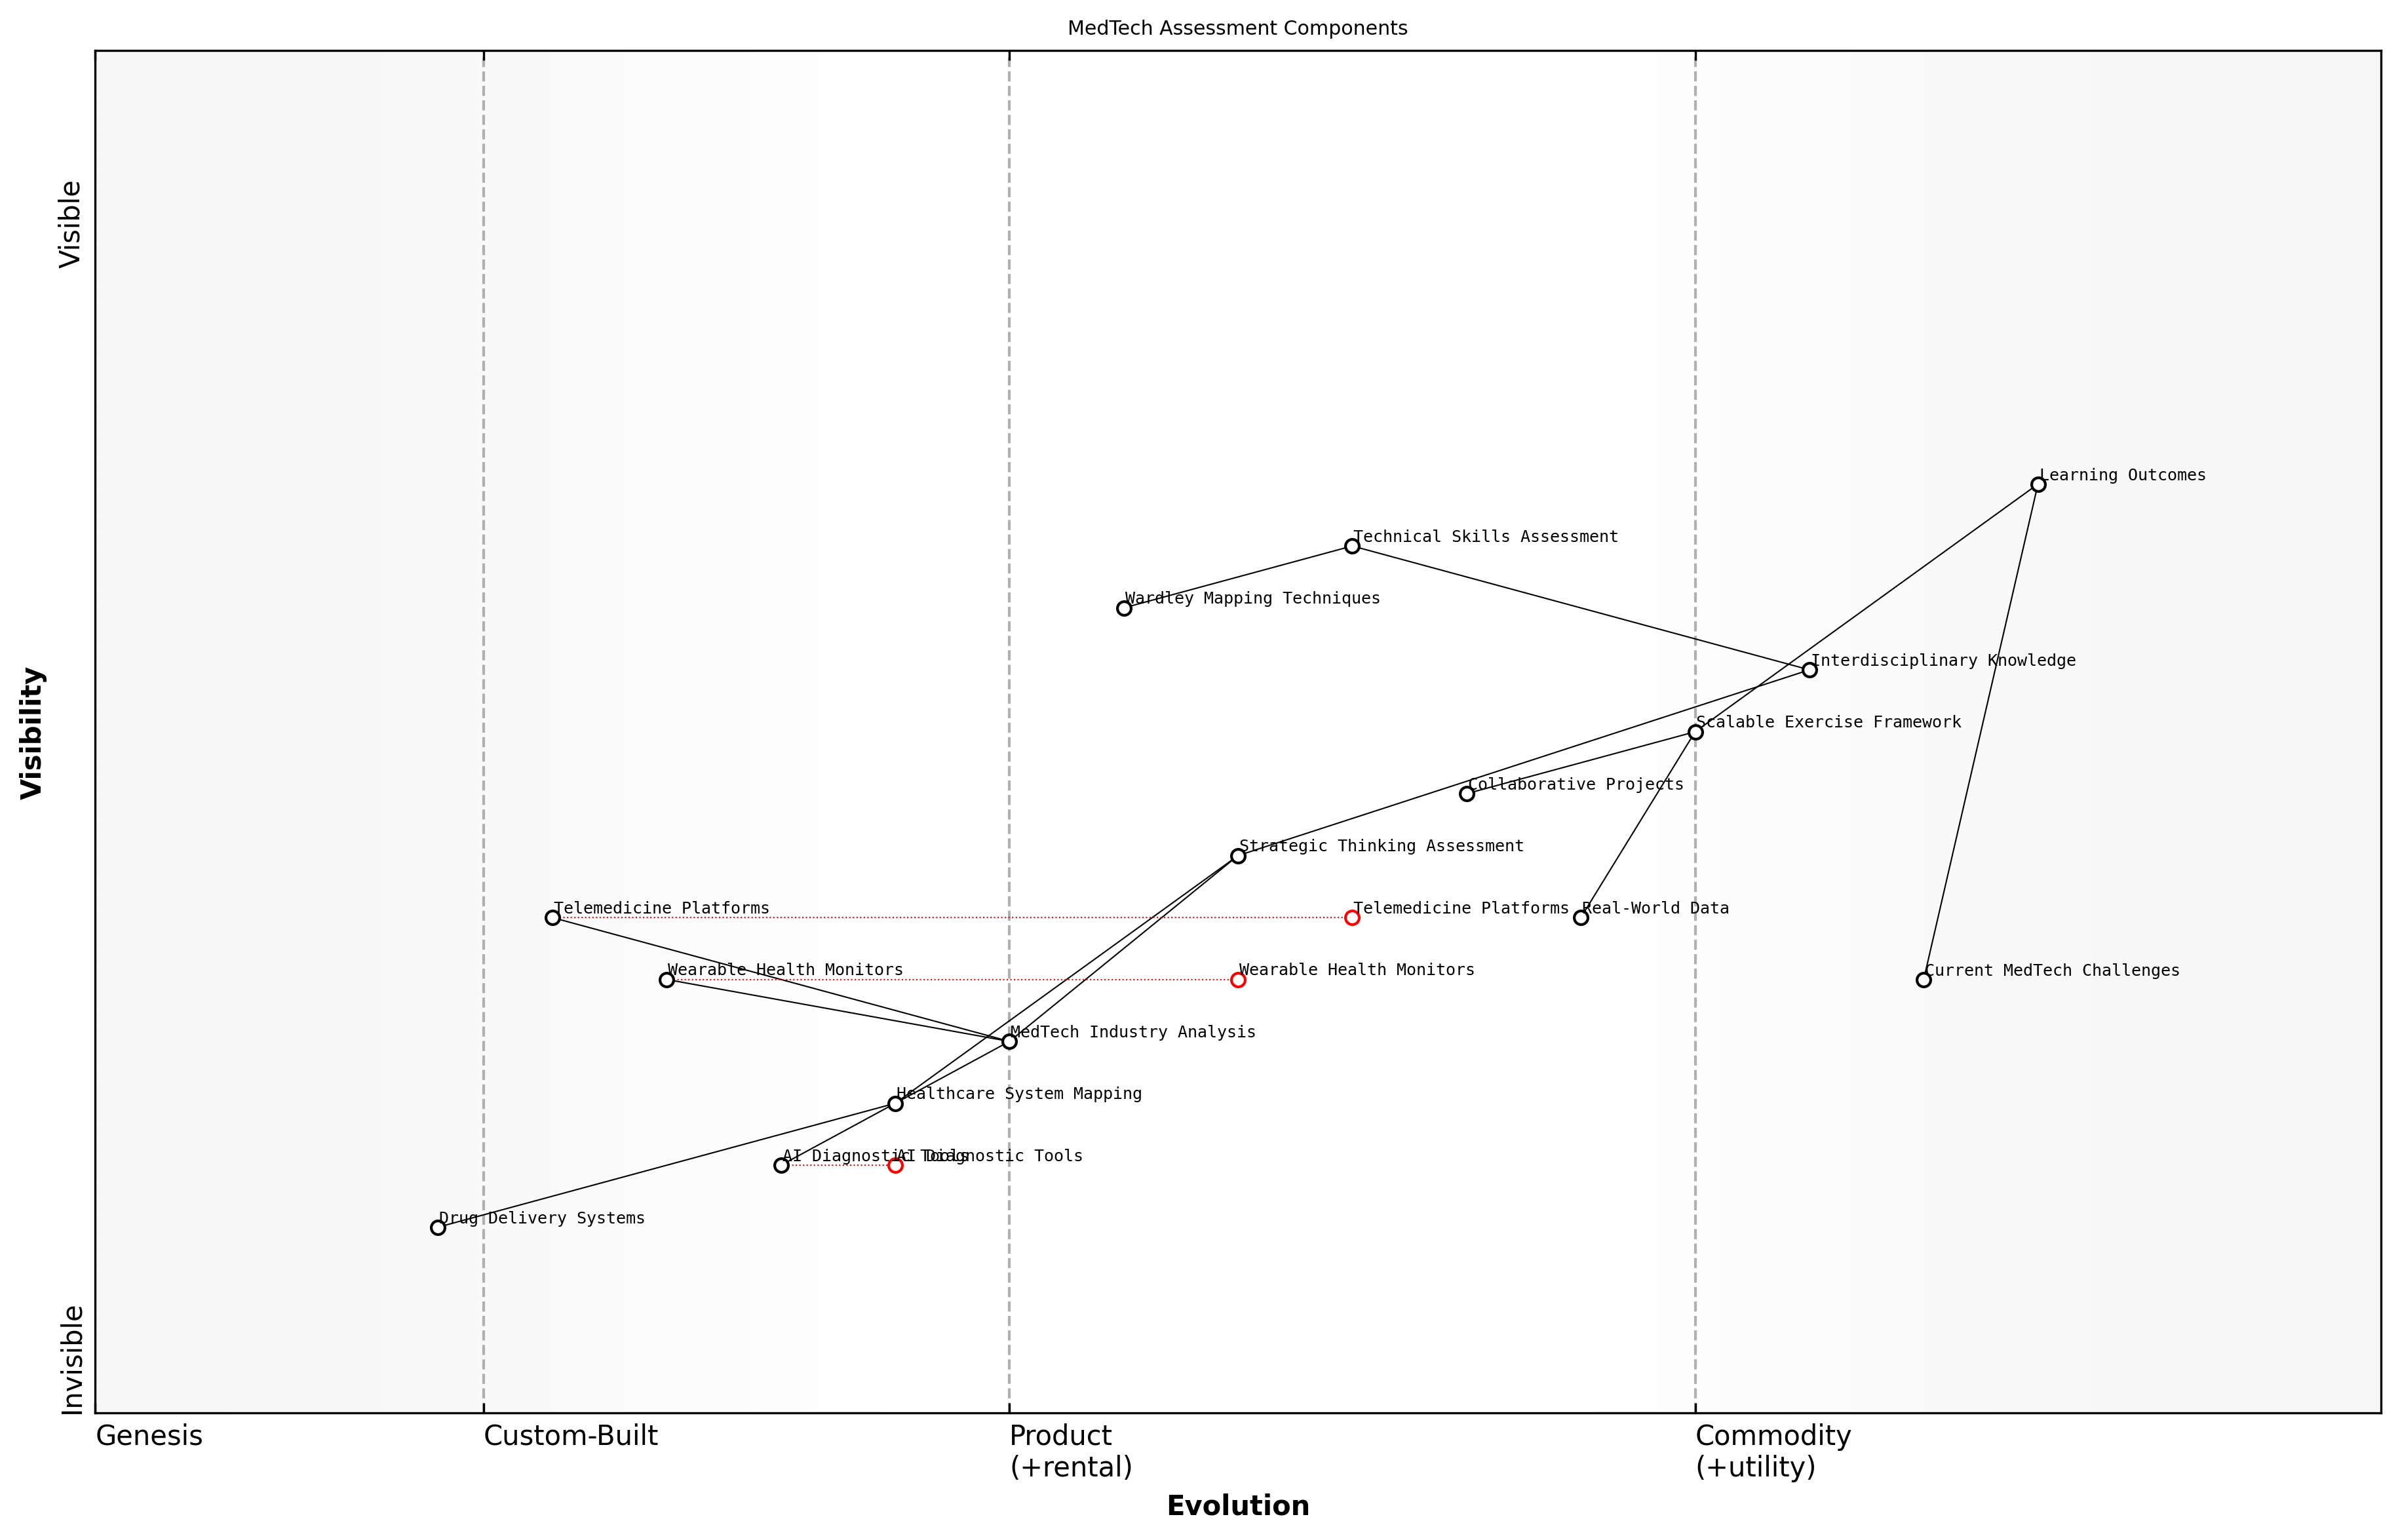 MedTech Assessment Components
Visible
Learning Outcomes
Technical Skills Assessment
Wardley Mapping Techniques
Interdisciplinary Knowledge
Scalable Exercise Framework
Visibility
Collaborative Projects
Strategic Thinking Assessment
Telemedicine Platforms
Telemedicine Platforms
Real-World Data
Wearable Health Monitors
Wearable Health Monitors
Current MedTech Challenges
MedTech Industry Analysis
Healthcare System Mapping
AI Diagnostic Tools
AI Diagnostic Tools
Drug Delivery Systems
Invisible
Genesis
Custom-Built
Product
(+rental)
Commodity
(+utility)
Evolution